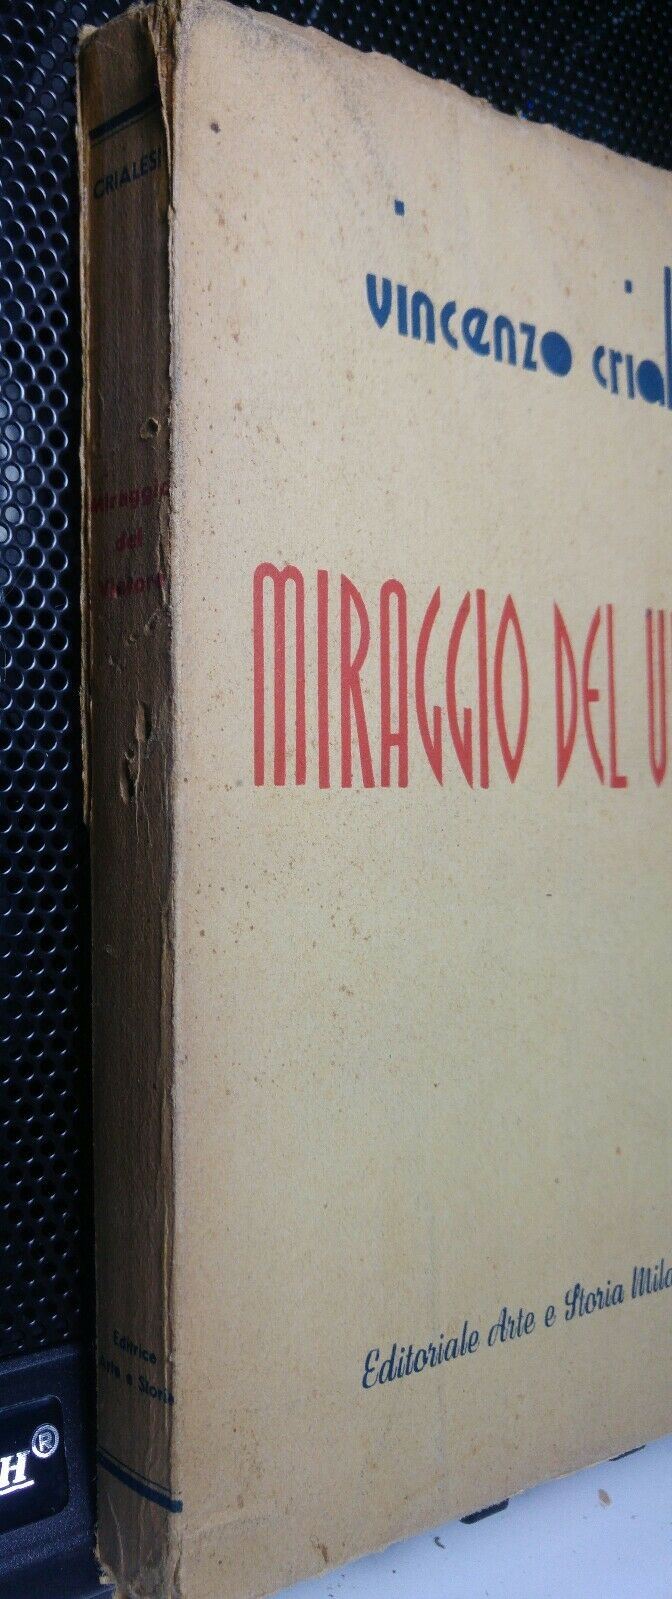 CRIALESI
Miraggio
del
vincenzo crial
MIRAGGIO DEL V
Editoriale Arte e Storia Mila
Editrice
Arte e Storia
H®